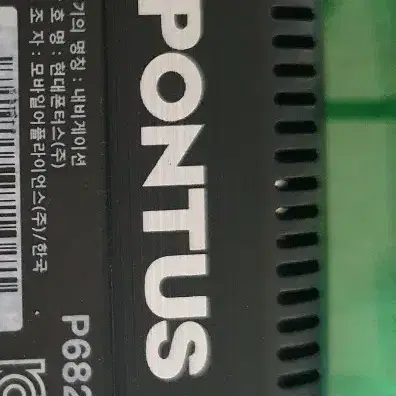 PONTUS
기의 명칭 : 내비게이션
호 명 : 현대폰터스(주)
조 자 : 모바일어플라이언스(주)/한국
P682